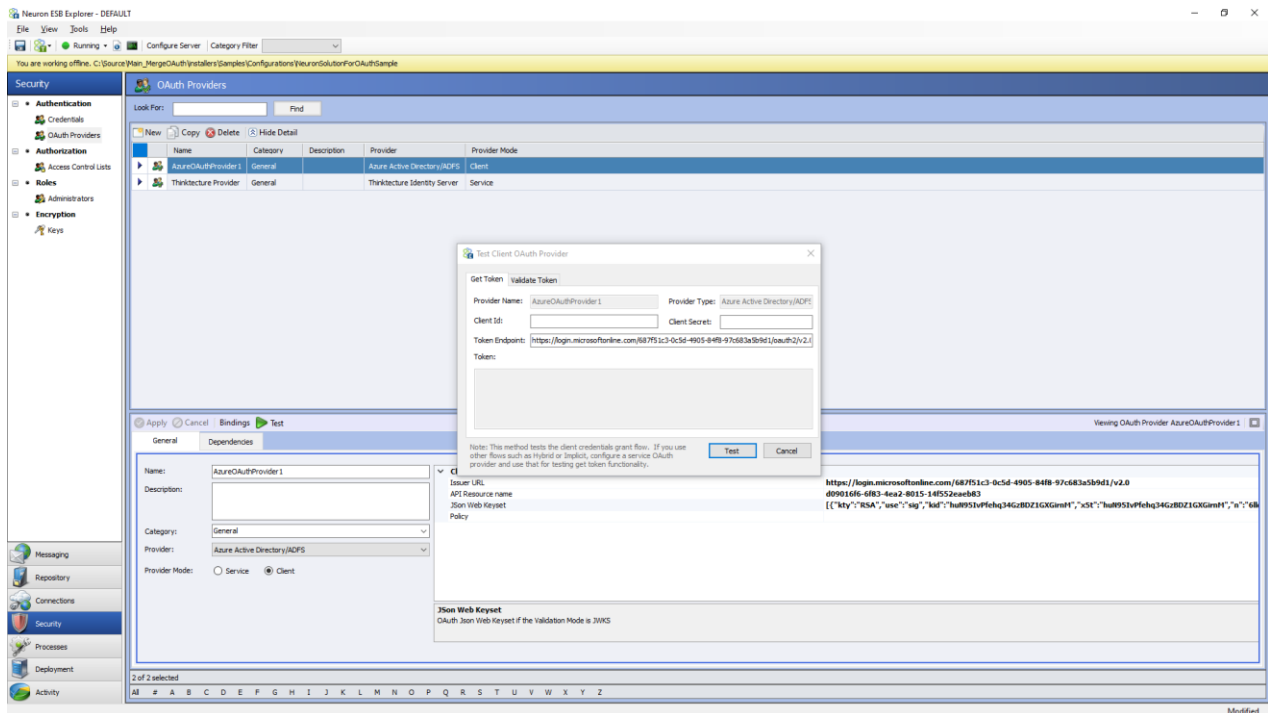 Neuron ESB Explorer - DEFAULT
File View Tools Help
Running Configure Server Category Filter
You are working offline. C:\Source\Main_MergeOAuth\Installers\Samples\Configurations\NeuronSolutionForOAuthSample
Security
Authentication
Credentials
OAuth Providers
Authorization
Access Control Lists
Roles
Administrators
Encryption
Keys
Messaging
Repository
Connections
Security
Processes
Deployment
Activity
OAuth Providers
Look For: Find
New Copy Delete Hide Detail
Name Category Description Provider Provider Mode
AzureOAuthProvider1 General Azure Active Directory/ADFS Client
Thinktecture Provider General Thinktecture Identity Server Service
Test Client OAuth Provider
Get Token Validate Token
Provider Name: AzureOAuthProvider1 Provider Type: Azure Active Directory/ADFS
Client Id: Client Secret:
Token Endpoint: https://login.microsoftonline.com/687f51c3-0c5d-4905-84f8-97c683a5b9d1/oauth2/v2.0
Token:
Note: This method tests the client credentials grant flow. If you use
other flows such as Hybrid or Implicit, configure a service OAuth
provider and use that for testing get token functionality.
Test Cancel
Apply Cancel Bindings Test Viewing OAuth Provider AzureOAuthProvider1
General Dependencies
Name: AzureOAuthProvider1
Description:
Category: General
Provider: Azure Active Directory/ADFS
Provider Mode: Service Client
Issuer URL https://login.microsoftonline.com/687f51c3-0c5d-4905-84f8-97c683a5b9d1/v2.0
API Resource name d09016f6-6f83-4ea2-8015-14f552eaeb83
JSon Web Keyset [{"kty":"RSA","use":"sig","kid":"huN95IvPfehq34GzBDZ1GXGirnM","x5t":"huN95IvPfehq34GzBDZ1GXGirnM","n":"6lk
Policy
JSon Web Keyset
OAuth Json Web Keyset if the Validation Mode is JWKS
2 of 2 selected
All # A B C D E F G H I J K L M N O P Q R S T U V W X Y Z
Modified